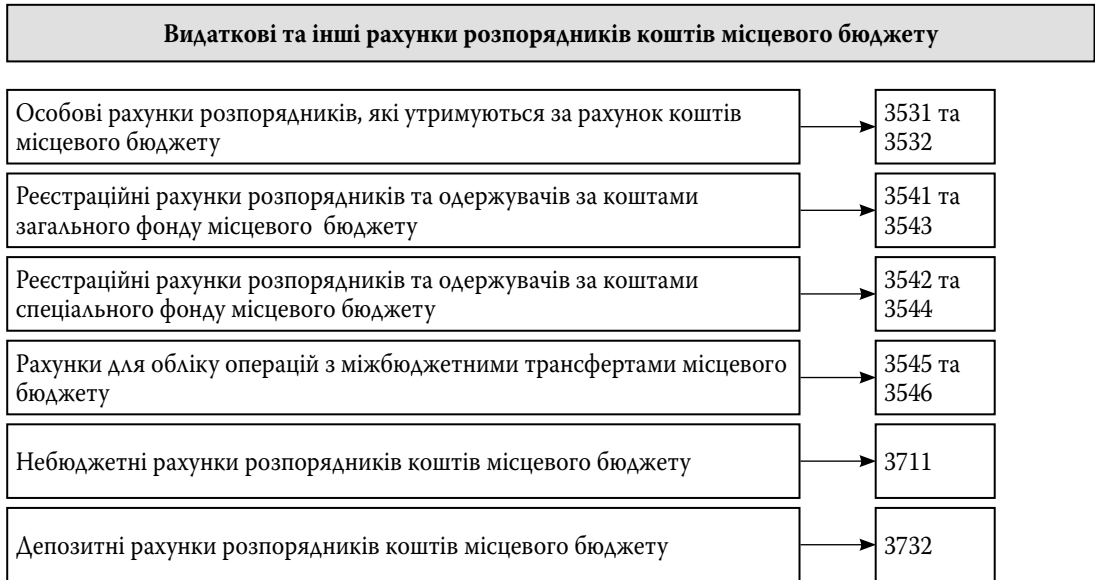 Видаткові та інші рахунки розпорядників коштів місцевого бюджету
Особові рахунки розпорядників, які утримуються за рахунок коштів
місцевого бюджету
3531 та
3532
Реєстраційні рахунки розпорядників та одержувачів за коштами
загального фонду місцевого бюджету
3541 та
3543
Реєстраційні рахунки розпорядників та одержувачів за коштами
спеціального фонду місцевого бюджету
3542 та
3544
Рахунки для обліку операцій з міжбюджетними трансфертами місцевого
бюджету
3545 та
3546
Небюджетні рахунки розпорядників коштів місцевого бюджету
3711
Депозитні рахунки розпорядників коштів місцевого бюджету
3732